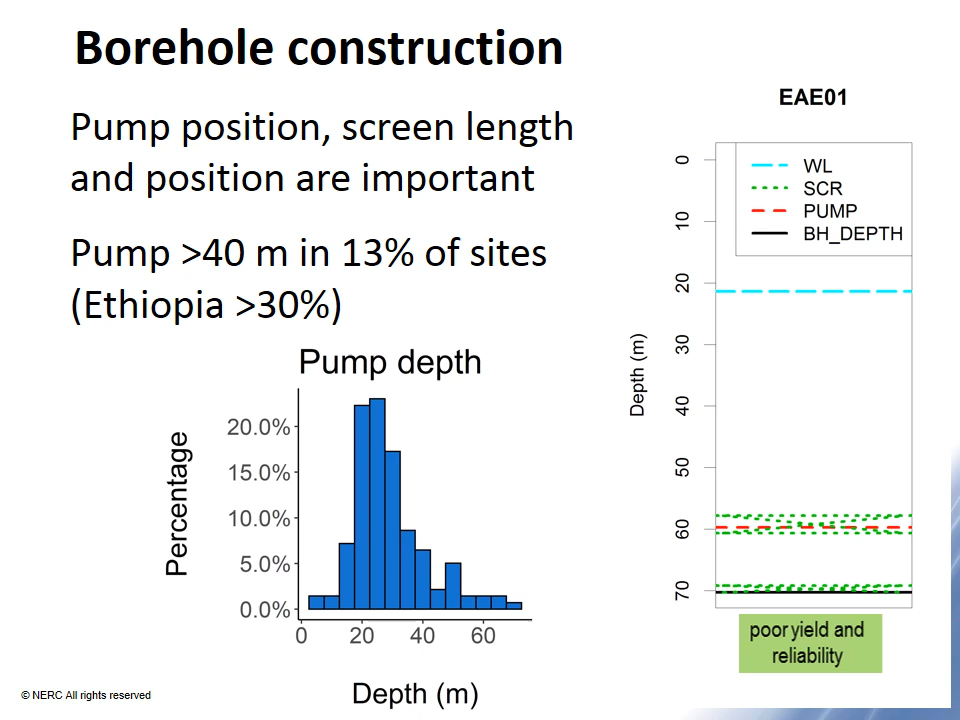 Borehole construction
Pump position, screen length
and position are important
Pump >40 m in 13% of sites
(Ethiopia >30%)
Pump depth
Percentage
20.0%
15.0%
10.0%
5.0%
0.0%
0 20 40 60
Depth (m)
EAE01
WL
SCR
PUMP
BH_DEPTH
Depth (m)
0
10
20
30
40
50
60
70
poor yield and
reliability
© NERC All rights reserved